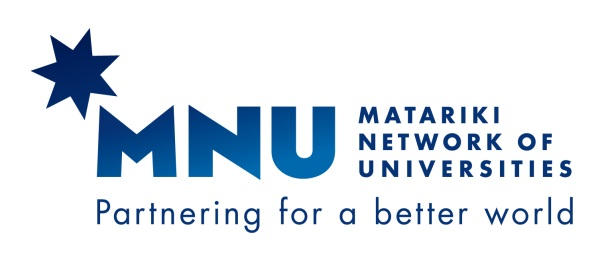 MNU
MATARIKI
NETWORK OF
UNIVERSITIES
Partnering for a better world